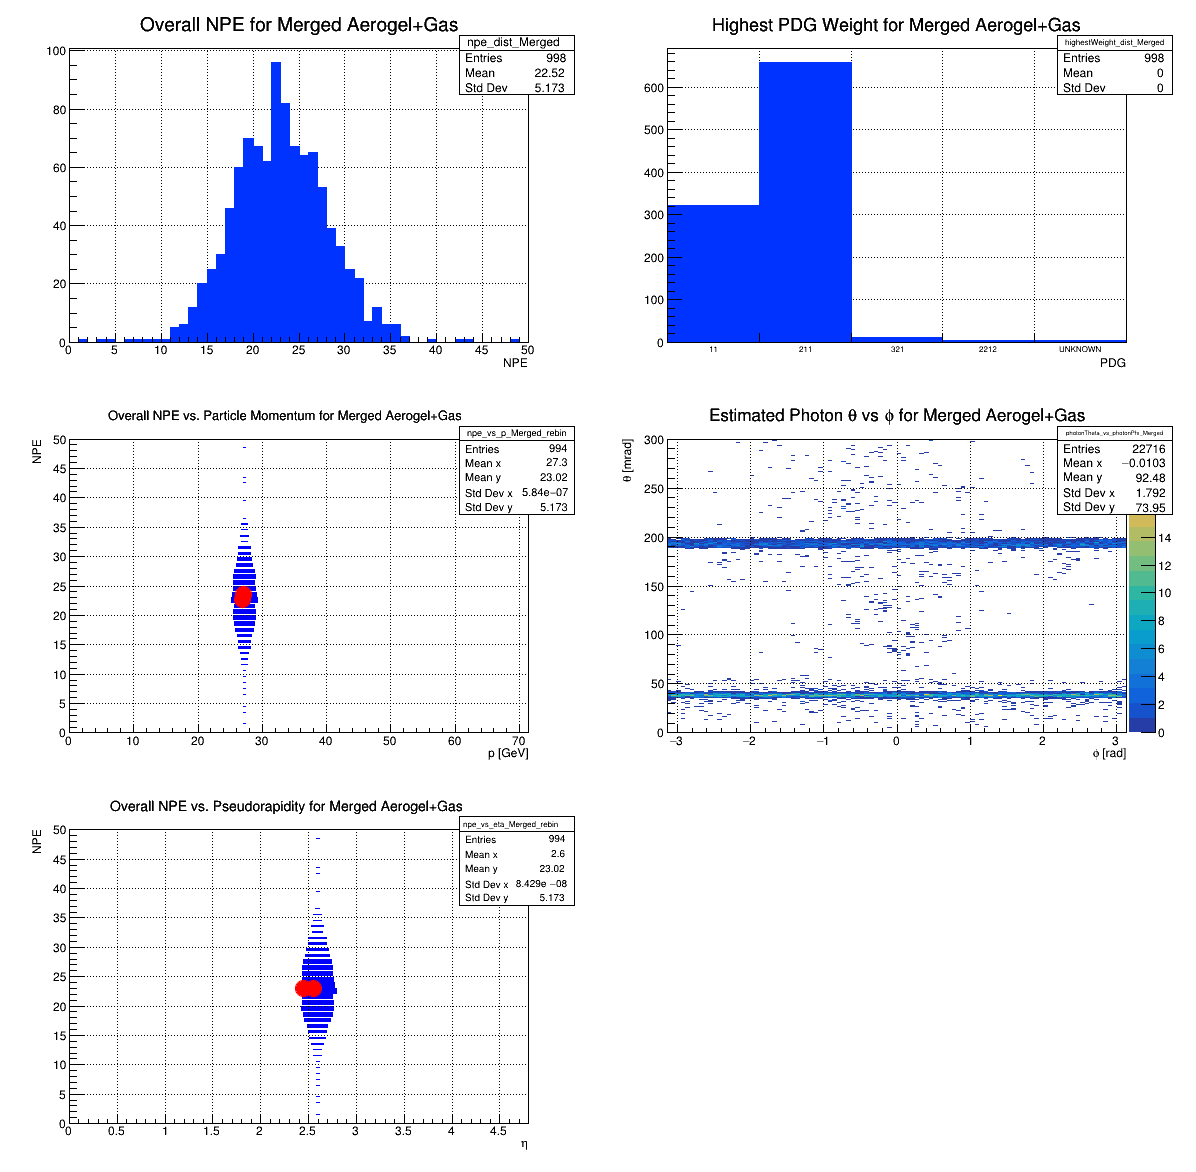 Overall NPE for Merged Aerogel+Gas
npe_dist_Merged
Entries 998
Mean 22.52
Std Dev 5.173
100
80
60
40
20
0
0 5 10 15 20 25 30 35 40 45 50
NPE
Highest PDG Weight for Merged Aerogel+Gas
highestWeight_dist_Merged
Entries 998
Mean 0
Std Dev 0
600
500
400
300
200
100
0
11 211 321 2212 UNKNOWN
PDG
Overall NPE vs. Particle Momentum for Merged Aerogel+Gas
npe_vs_p_Merged_rebin
Entries 994
Mean x 27.3
Mean y 23.02
Std Dev x 5.84e−07
Std Dev y 5.173
NPE
50
45
40
35
30
25
20
15
10
5
0
0 10 20 30 40 50 60 70
p [GeV]
Estimated Photon θ vs ϕ for Merged Aerogel+Gas
photonTheta_vs_photonPhi_Merged
Entries 22716
Mean x −0.0103
Mean y 92.48
Std Dev x 1.792
Std Dev y 73.95
θ [mrad]
300
250
200
150
100
50
0
−3 −2 −1 0 1 2 3
ϕ [rad]
14
12
10
8
6
4
2
0
Overall NPE vs. Pseudorapidity for Merged Aerogel+Gas
npe_vs_eta_Merged_rebin
Entries 994
Mean x 2.6
Mean y 23.02
Std Dev x 8.429e −08
Std Dev y 5.173
NPE
50
45
40
35
30
25
20
15
10
5
0
0 0.5 1 1.5 2 2.5 3 3.5 4 4.5
η